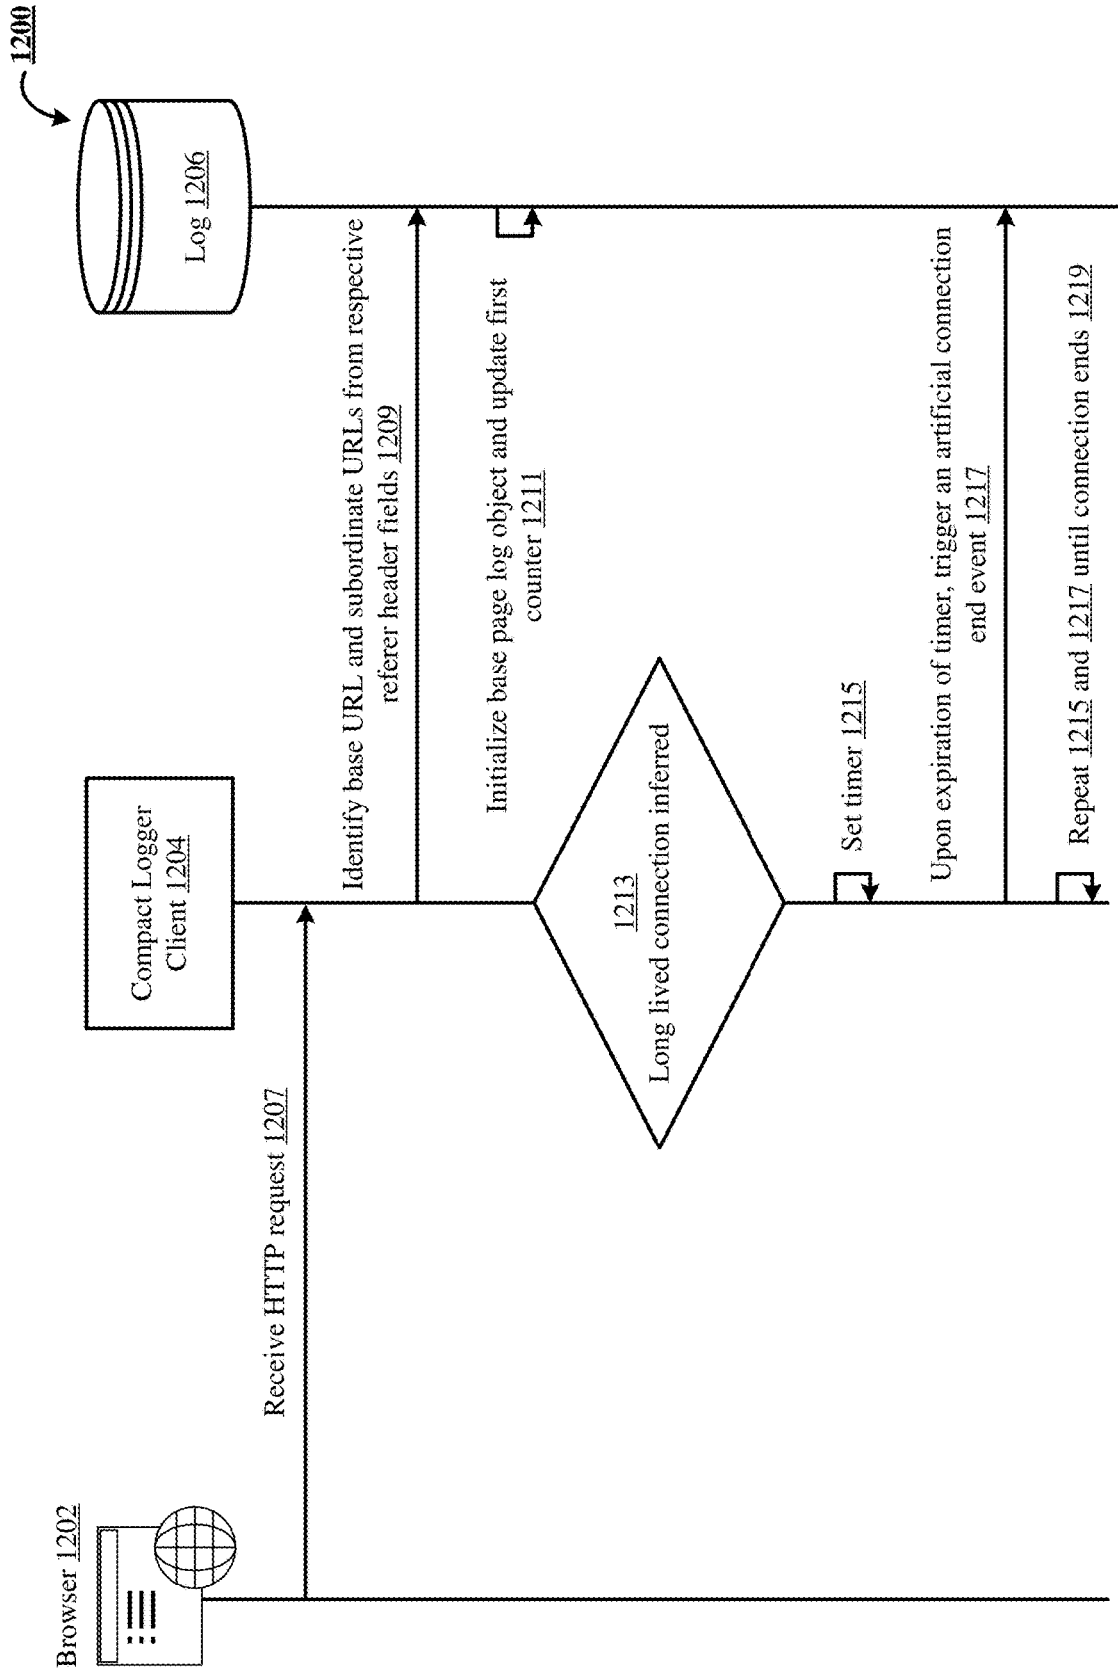 1200
Browser 1202
Compact Logger
Client 1204
Log 1206
Receive HTTP request 1207
Identify base URL and subordinate URLs from respective
referer header fields 1209
Initialize base page log object and update first
counter 1211
1213
Long lived connection inferred
Set timer 1215
Upon expiration of timer, trigger an artificial connection
end event 1217
Repeat 1215 and 1217 until connection ends 1219